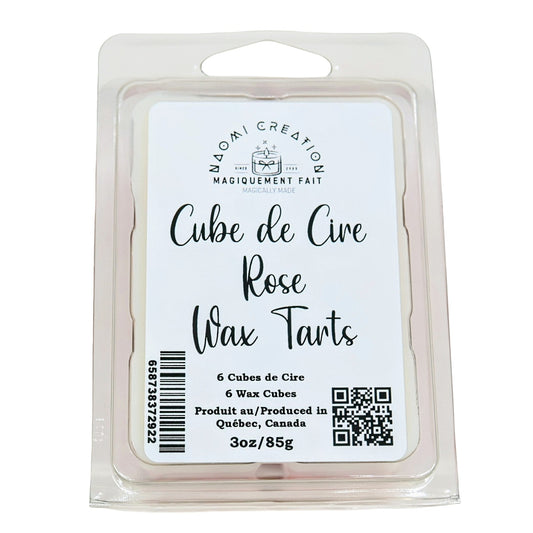 NAOMI CREATION
SINCE
MAGIQUEMENT FAIT
MAGICALLY MADE
Cube de Cire
Rose
Wax Tarts
6 Cubes de Cire
6 Wax Cubes
Produit au/Produced in
Québec, Canada
3oz/85g
658738372922